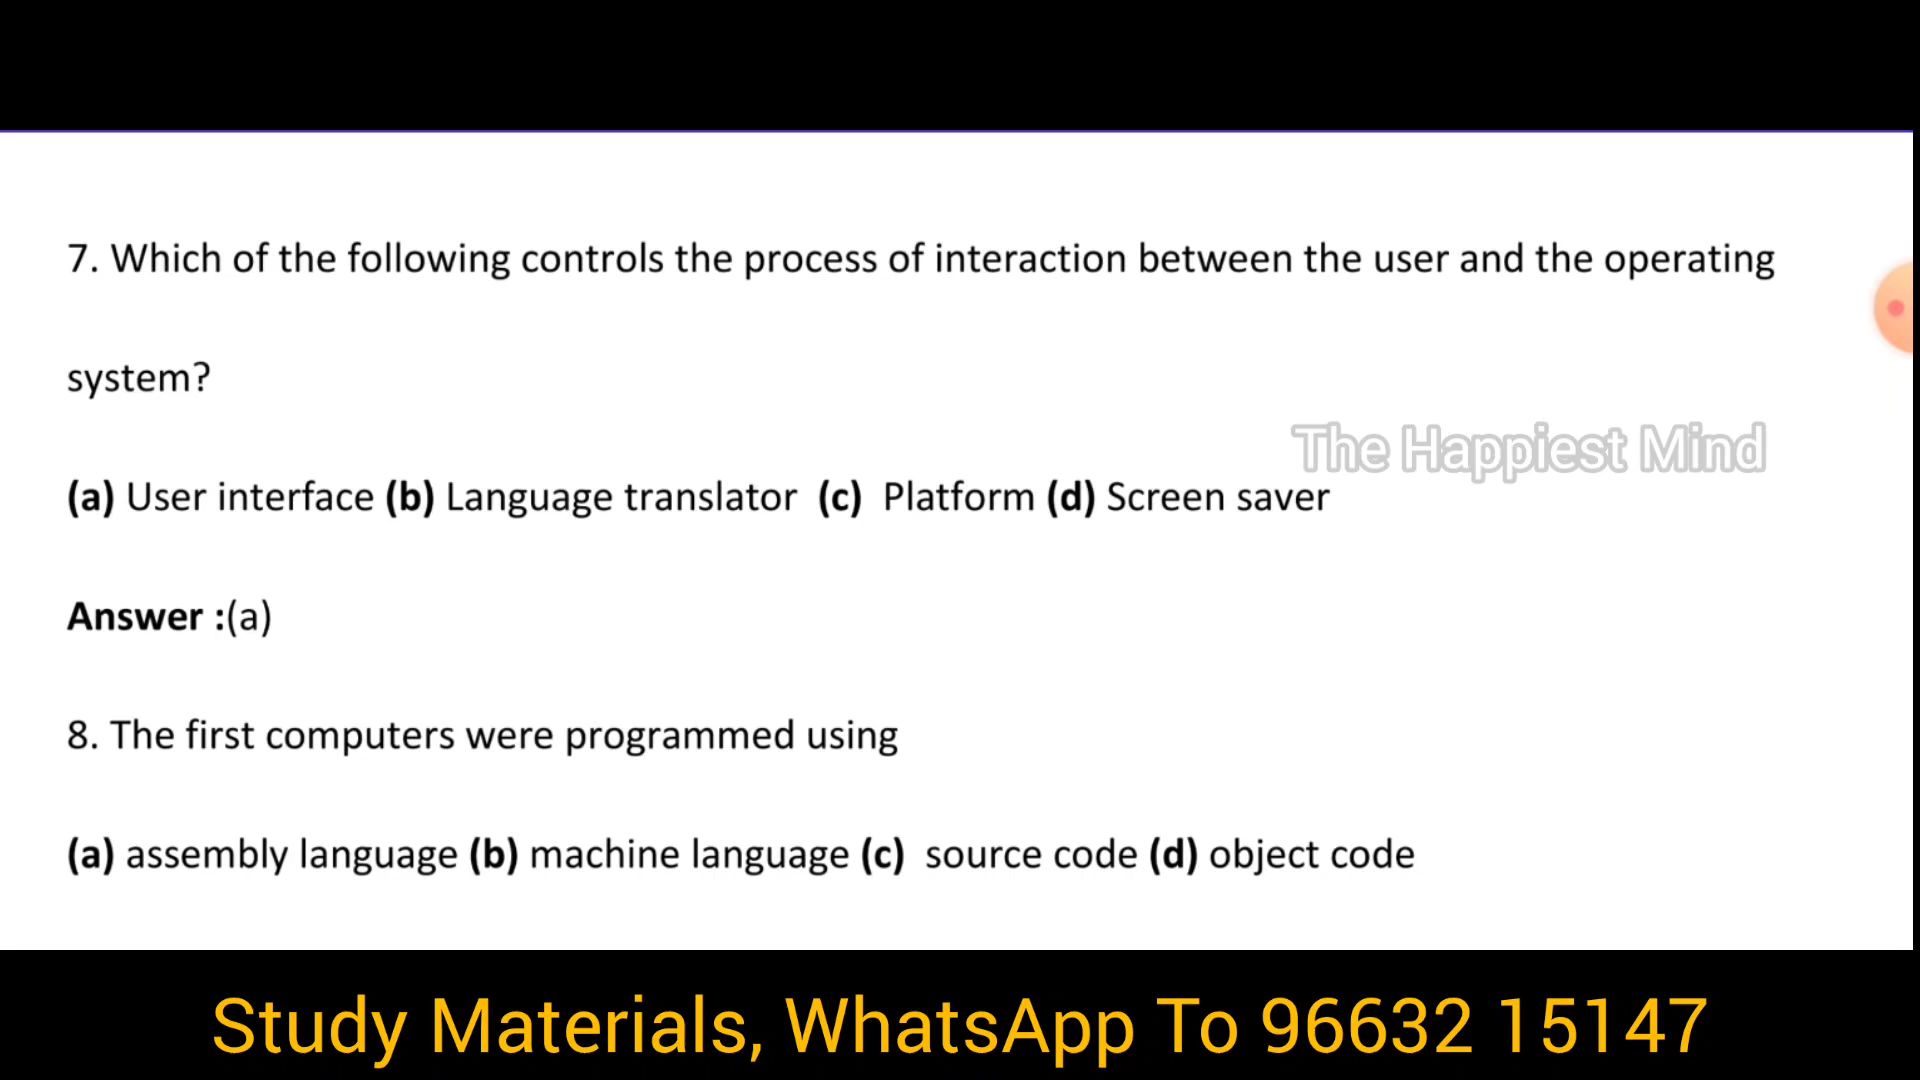 7. Which of the following controls the process of interaction between the user and the operating
system?
The Happiest Mind
(a) User interface (b) Language translator (c) Platform (d) Screen saver
Answer :(a)
8. The first computers were programmed using
(a) assembly language (b) machine language (c) source code (d) object code
Study Materials, WhatsApp To 96632 15147